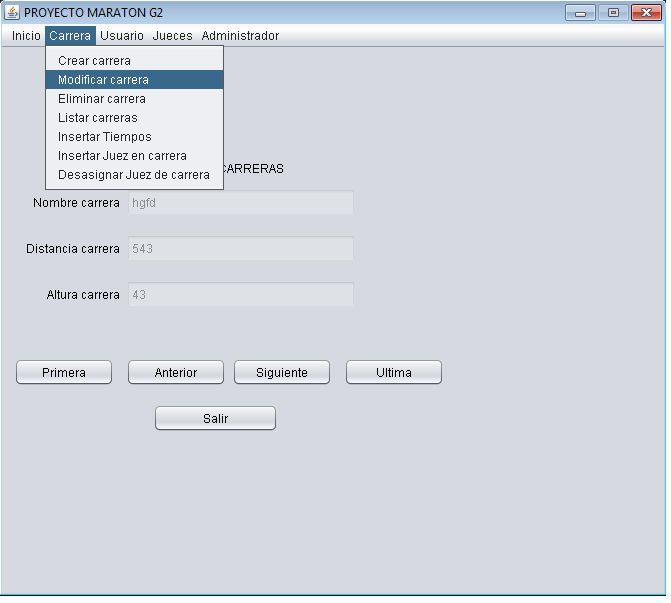 PROYECTO MARATON G2
Inicio Carrera Usuario Jueces Administrador
Crear carrera
Modificar carrera
Eliminar carrera
Listar carreras
Insertar Tiempos
Insertar Juez en carrera
Desasignar Juez de carrera
CARRERAS
Nombre carrera hgfd
Distancia carrera 543
Altura carrera 43
Primera Anterior Siguiente Ultima
Salir